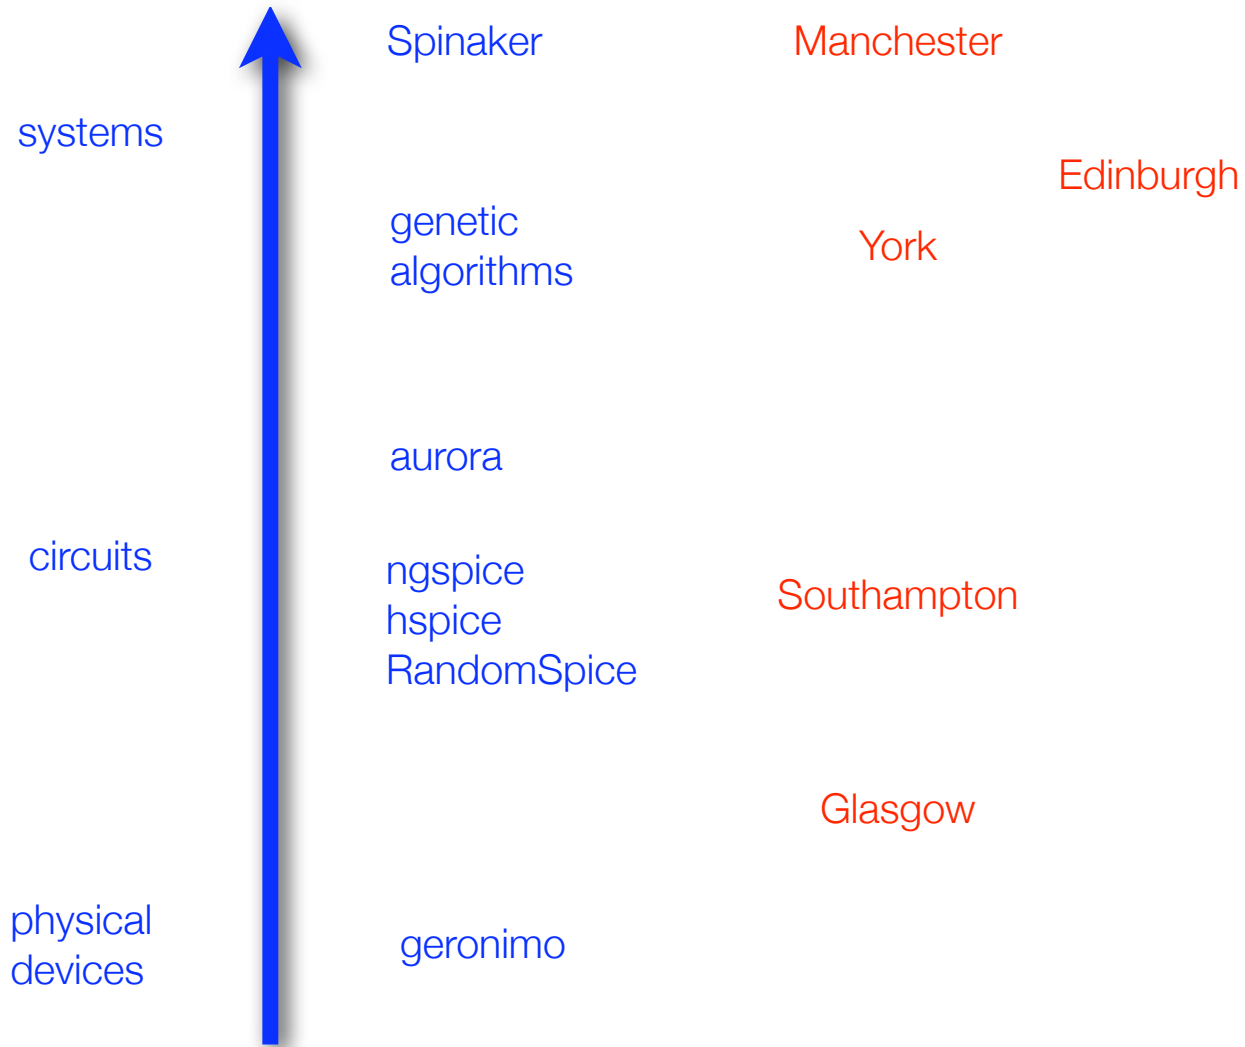 Spinaker
Manchester
systems
Edinburgh
genetic
algorithms
York
aurora
circuits
ngspice
hspice
RandomSpice
Southampton
Glasgow
physical
devices
geronimo